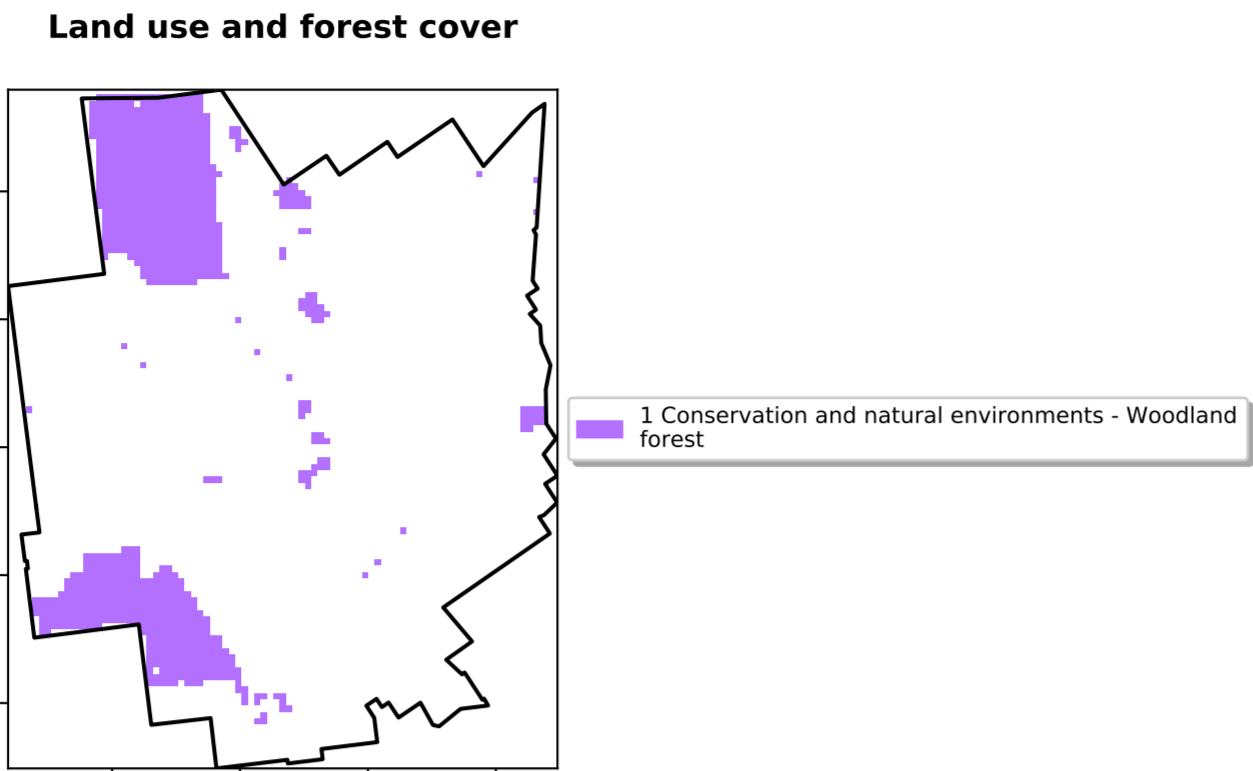 Land use and forest cover
1 Conservation and natural environments - Woodland
forest